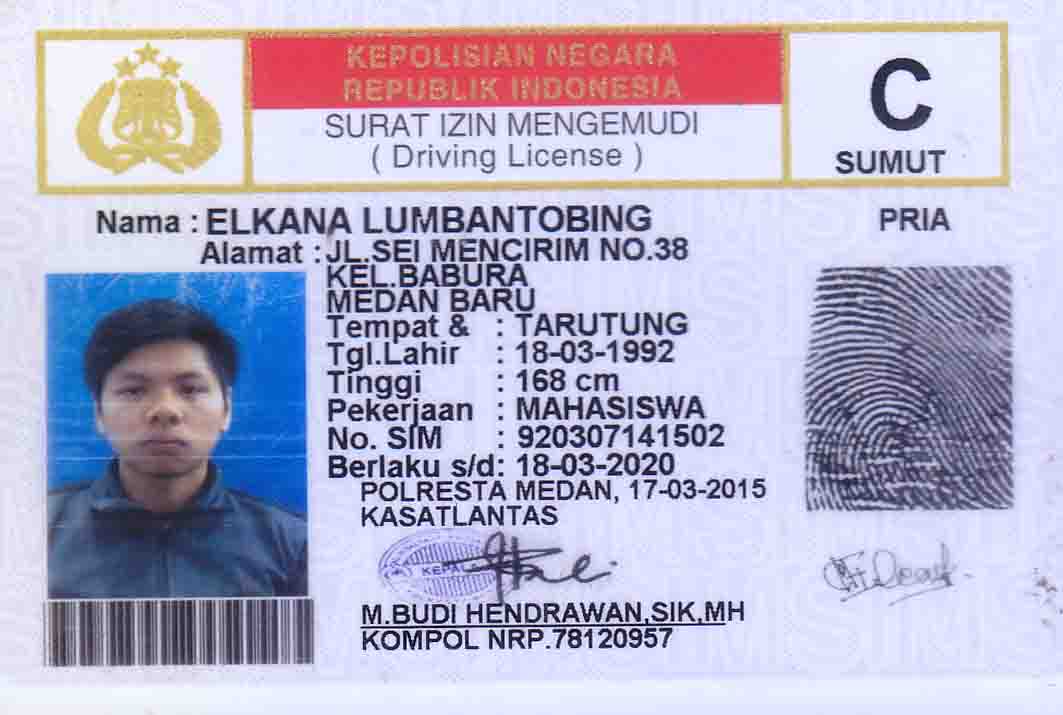 KEPOLISIAN NEGARA
REPUBLIK INDONESIA
SURAT IZIN MENGEMUDI
( Driving License )
C
SUMUT
Nama : ELKANA LUMBANTOBING
PRIA
Alamat : JL.SEI MENCIRIM NO.38
KEL.BABURA
MEDAN BARU
Tempat & : TARUTUNG
Tgl.Lahir : 18-03-1992
Tinggi : 168 cm
Pekerjaan : MAHASISWA
No. SIM : 920307141502
Berlaku s/d: 18-03-2020
POLRESTA MEDAN, 17-03-2015
KASATLANTAS
KEPALA
M.BUDI HENDRAWAN,SIK,MH
KOMPOL NRP.78120957